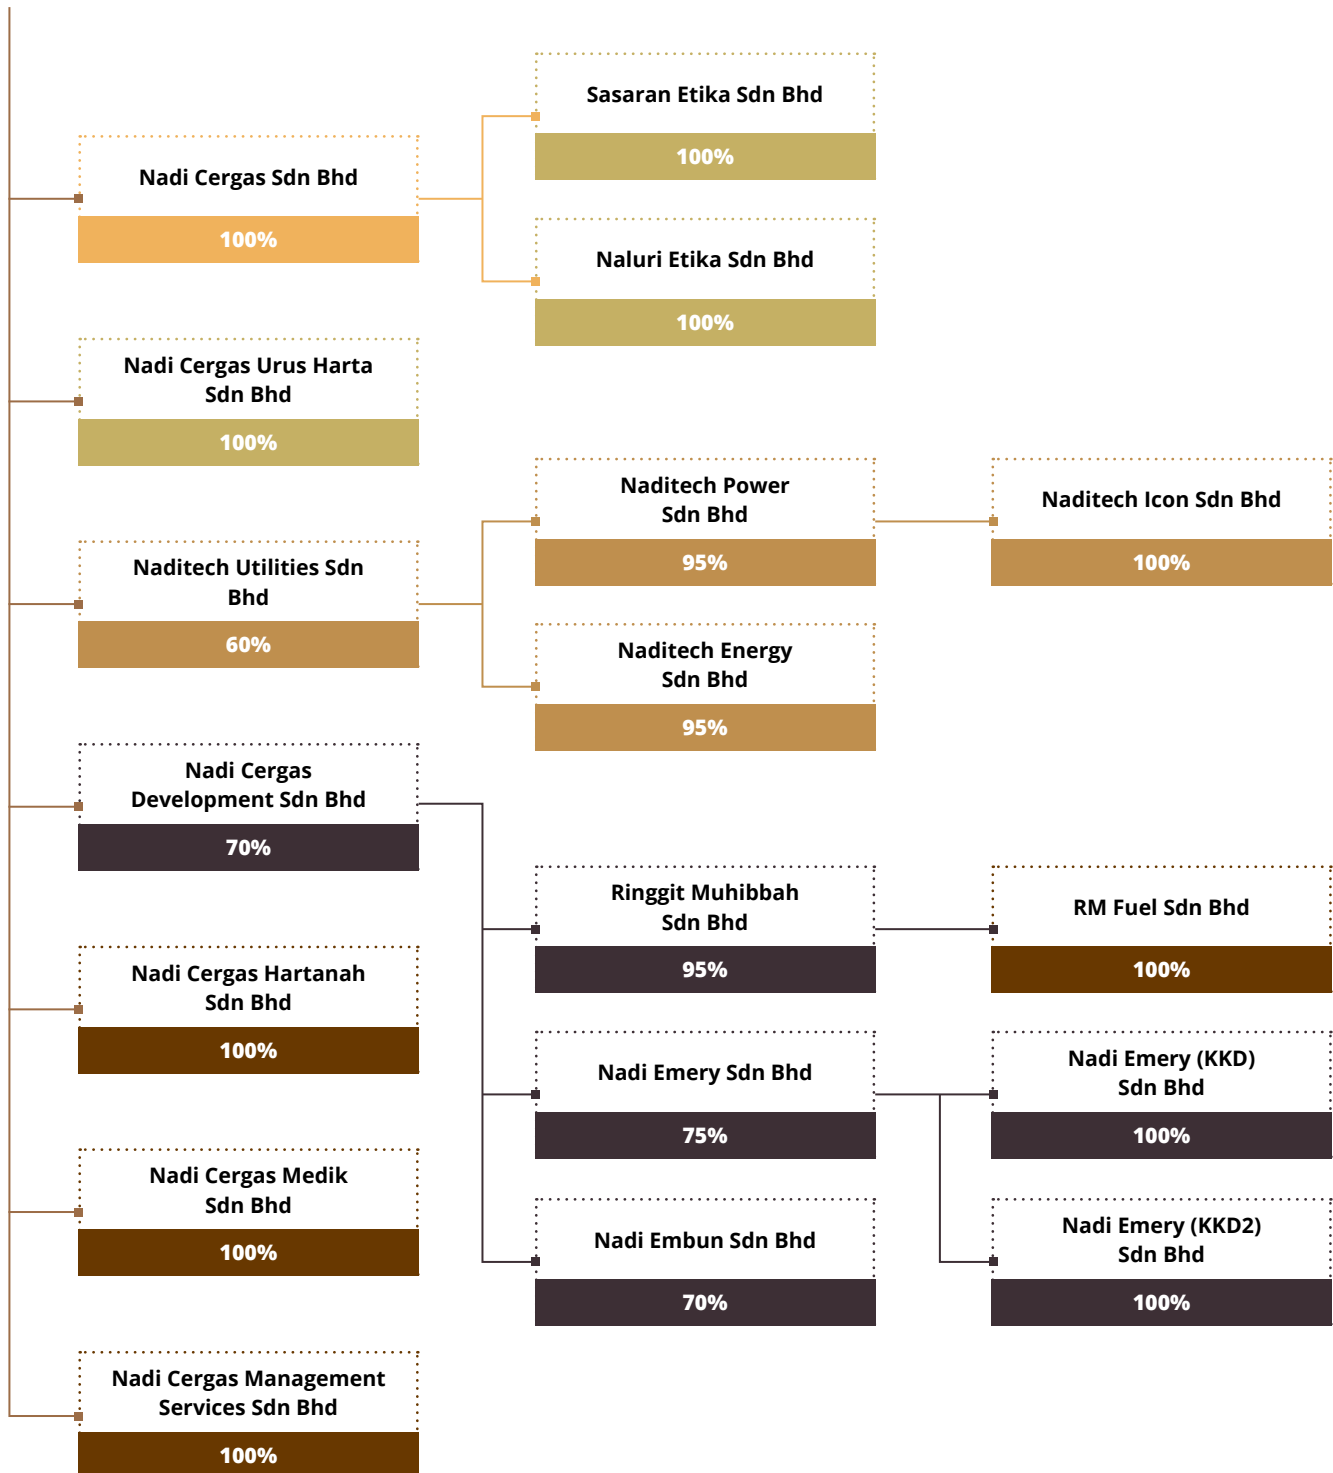 Sasaran Etika Sdn Bhd
100%
Nadi Cergas Sdn Bhd
100%
Naluri Etika Sdn Bhd
100%
Nadi Cergas Urus Harta
Sdn Bhd
100%
Naditech Power
Sdn Bhd
95%
Naditech Icon Sdn Bhd
100%
Naditech Utilities Sdn
Bhd
60%
Naditech Energy
Sdn Bhd
95%
Nadi Cergas
Development Sdn Bhd
70%
Ringgit Muhibbah
Sdn Bhd
95%
RM Fuel Sdn Bhd
100%
Nadi Cergas Hartanah
Sdn Bhd
100%
Nadi Emery Sdn Bhd
75%
Nadi Emery (KKD)
Sdn Bhd
100%
Nadi Cergas Medik
Sdn Bhd
100%
Nadi Embun Sdn Bhd
70%
Nadi Emery (KKD2)
Sdn Bhd
100%
Nadi Cergas Management
Services Sdn Bhd
100%